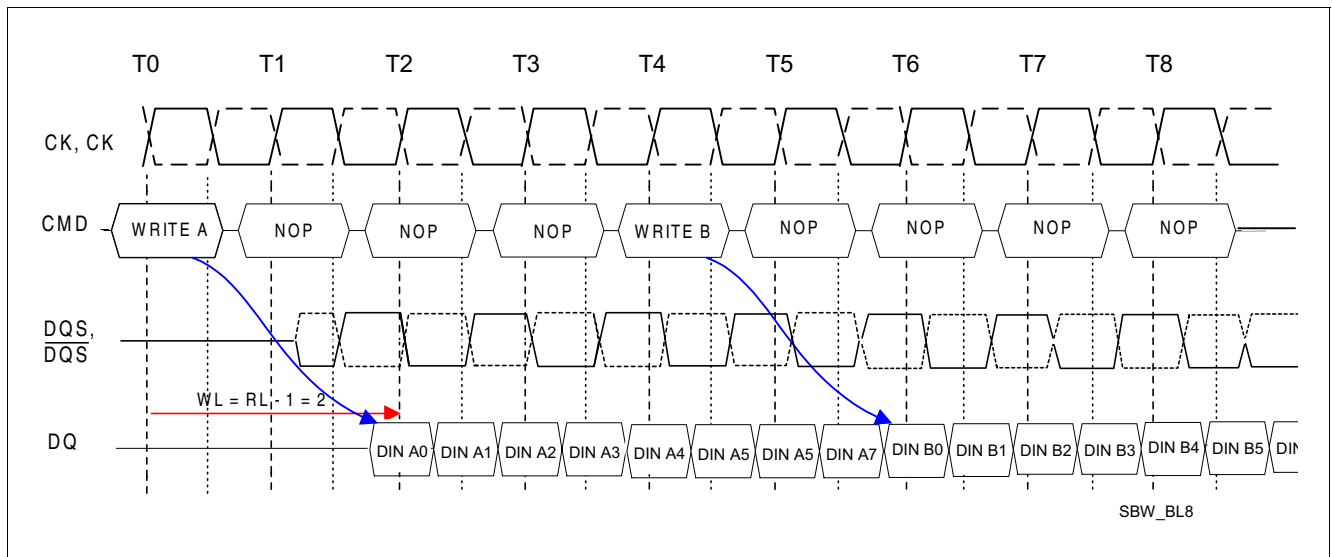 T0 T1 T2 T3 T4 T5 T6 T7 T8
CK, CK
CMD WRITE A NOP NOP NOP WRITE B NOP NOP NOP NOP
DQS,
DQS
WL = RL - 1 = 2
DQ DIN A0 DIN A1 DIN A2 DIN A3 DIN A4 DIN A5 DIN A5 DIN A7 DIN B0 DIN B1 DIN B2 DIN B3 DIN B4 DIN B5 DIN
SBW_BL8